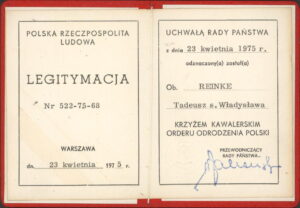 POLSKA RZECZPOSPOLITA
LUDOWA
LEGITYMACJA
Nr 522-75-68
WARSZAWA
dn. 23 kwietnia 1975 r.
UCHWAŁĄ RADY PAŃSTWA
z dnia 23 kwietnia 1975 r.
odznaczony(a) został(a)
Ob. REINKE
Tadeusz s. Władysława
KRZYŻEM KAWALERSKIM
ORDERU ODRODZENIA POLSKI
PRZEWODNICZĄCY
RADY PAŃSTWA